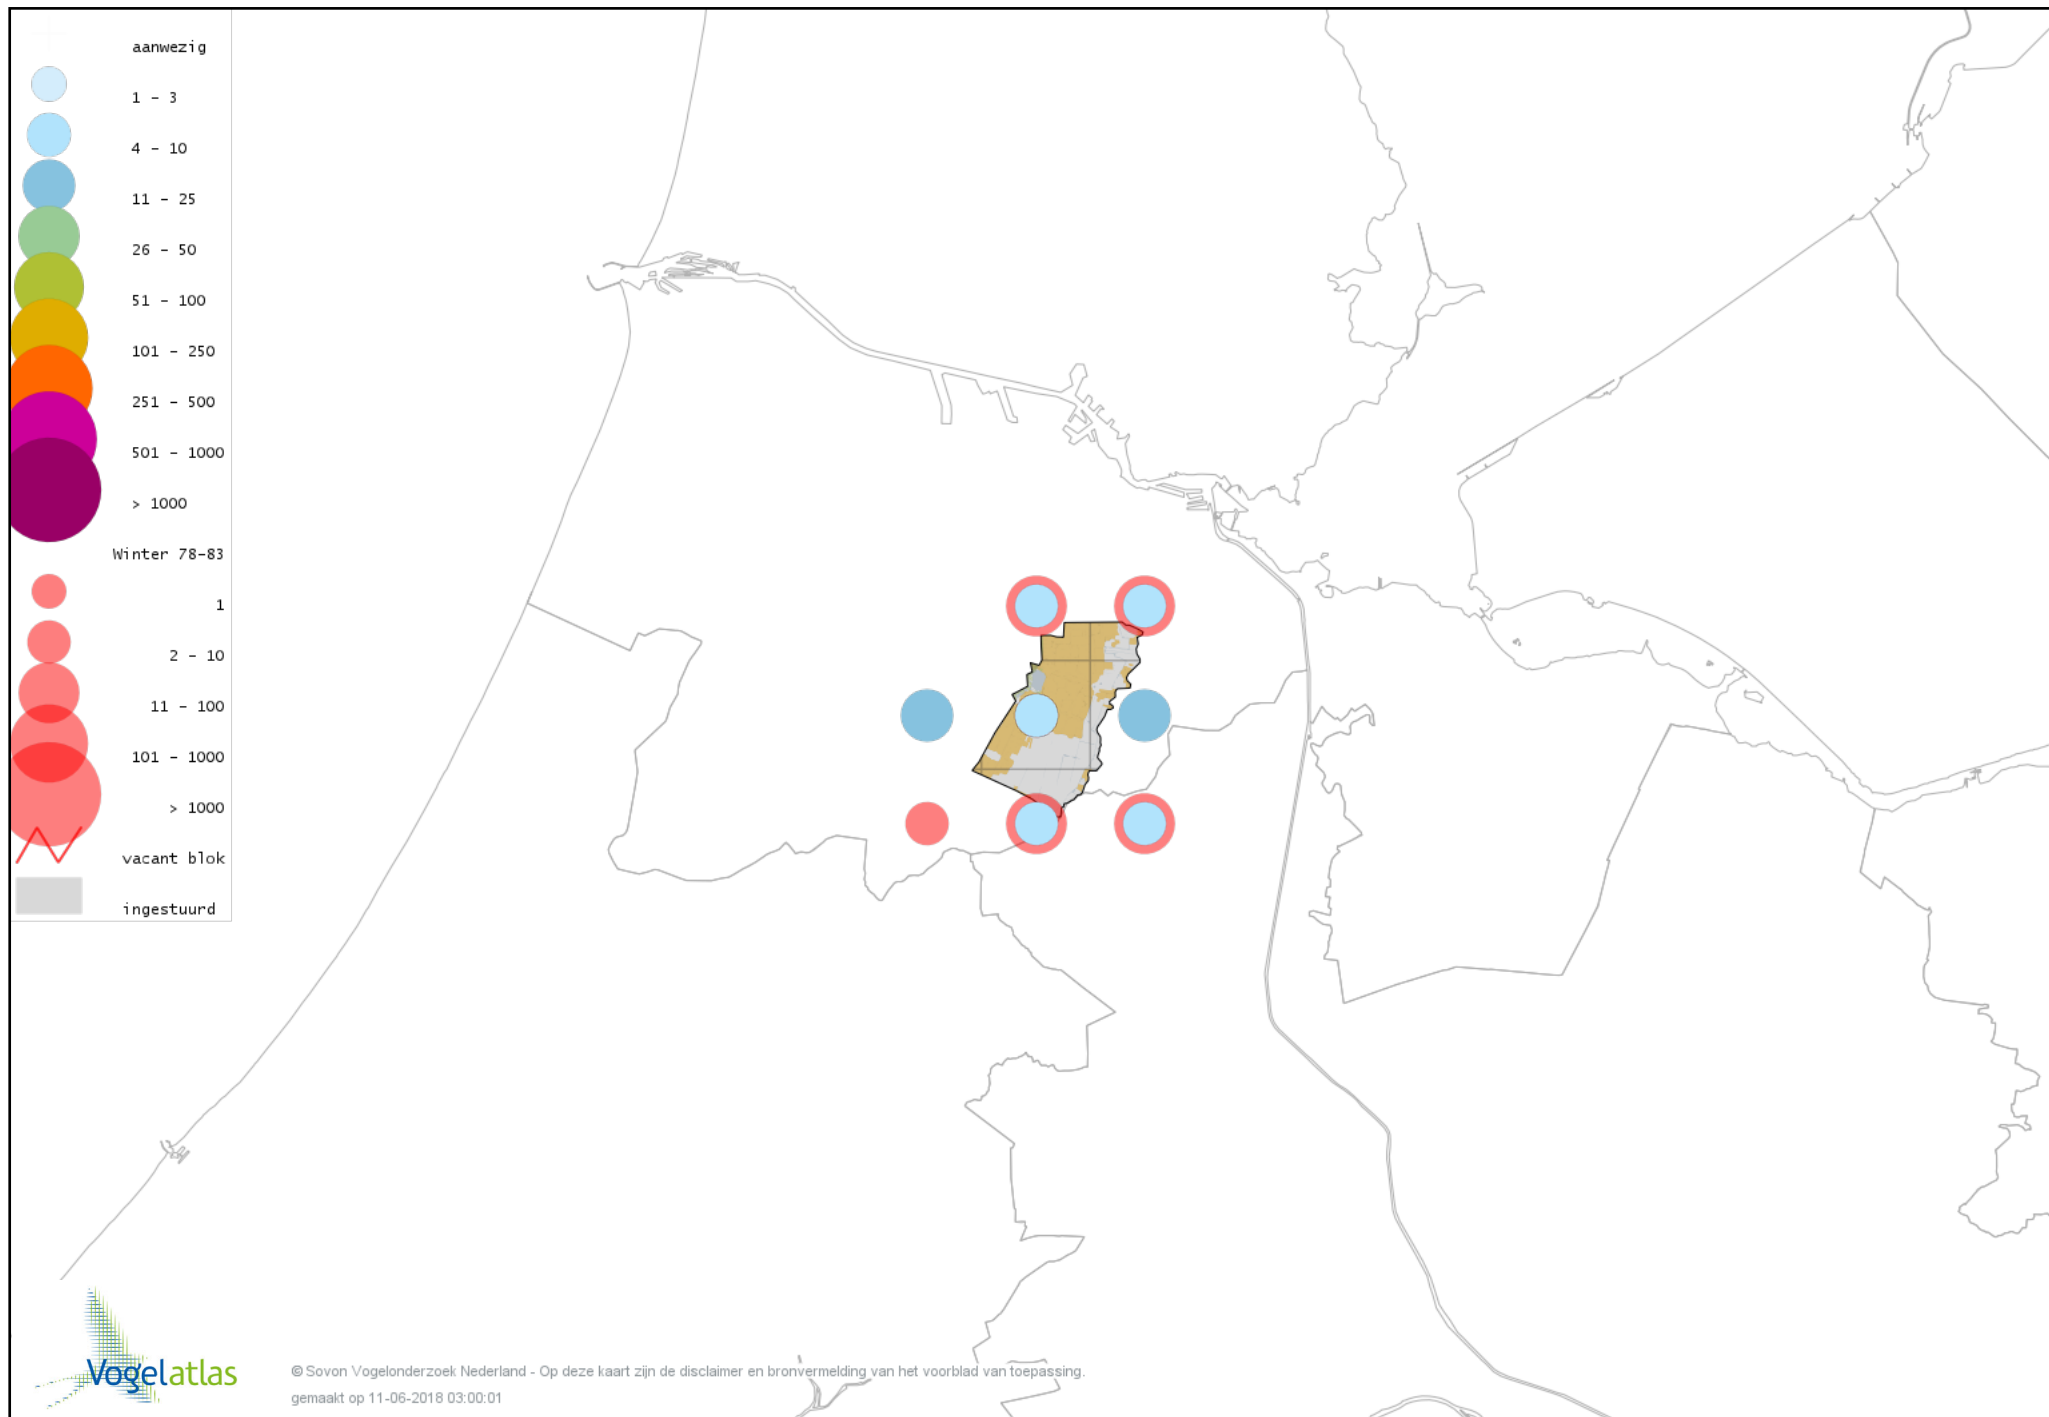 aanwezig
1 - 3
4 - 10
11 - 25
26 - 50
51 - 100
101 - 250
251 - 500
501 - 1000
> 1000
Winter 78-83
1
2 - 10
11 - 100
101 - 1000
> 1000
vacant blok
ingestuurd
Vogelatlas
© Sovon Vogelonderzoek Nederland - Op deze kaart zijn de disclaimer en bronvermelding van het voorblad van toepassing.
gemaakt op 11-06-2018 03:00:01